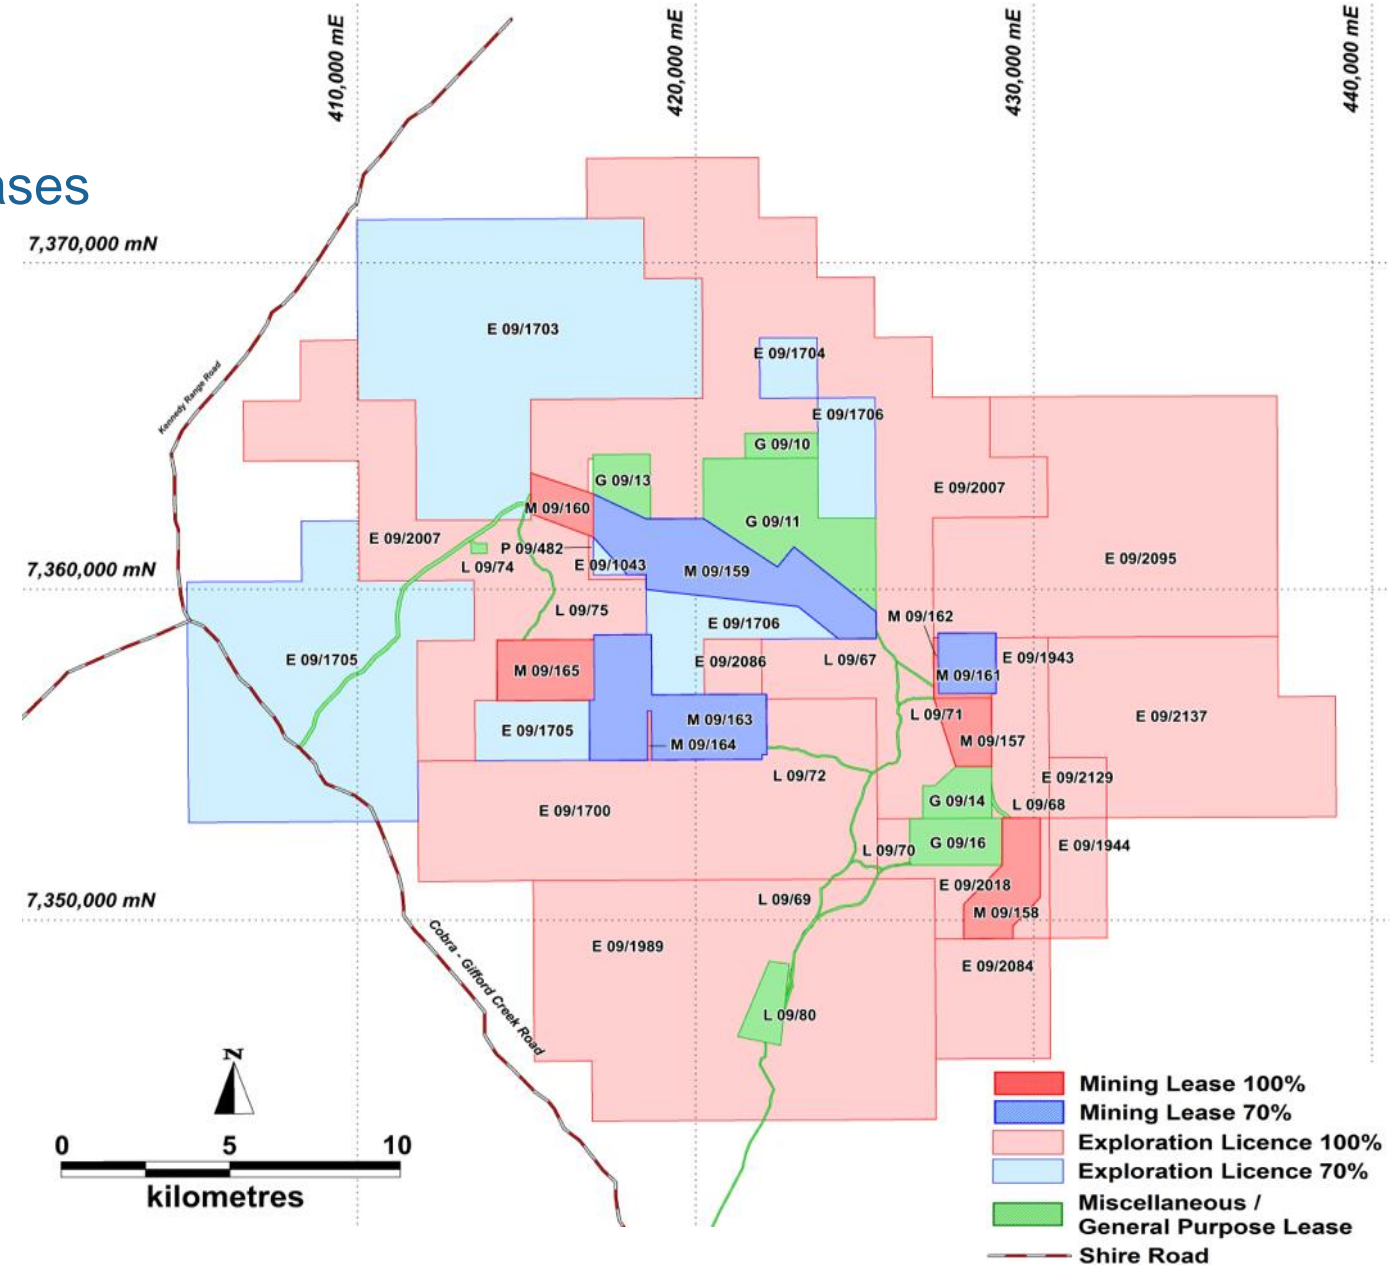 410,000 mE
420,000 mE
430,000 mE
440,000 mE
ases
7,370,000 mN
E 09/1703
E 09/1704
Kennedy Range Road
E 09/1706
G 09/10
G 09/13
E 09/2007
M 09/160
G 09/11
E 09/2007
P 09/482
E 09/2095
7,360,000 mN
L 09/74
E 09/1043
M 09/159
L 09/75
M 09/162
E 09/1706
E 09/1705
E 09/2086
L 09/67
E 09/1943
M 09/165
M 09/161
L 09/71
E 09/2137
M 09/163
E 09/1705
M 09/164
M 09/157
L 09/72
E 09/2129
E 09/1700
G 09/14
L 09/68
L 09/70
G 09/16
E 09/1944
E 09/2018
7,350,000 mN
L 09/69
M 09/158
E 09/1989
E 09/2084
Cobra - Gifford Creek Road
L 09/80
N
0 5 10
kilometres
Mining Lease 100%
Mining Lease 70%
Exploration Licence 100%
Exploration Licence 70%
Miscellaneous /
General Purpose Lease
Shire Road